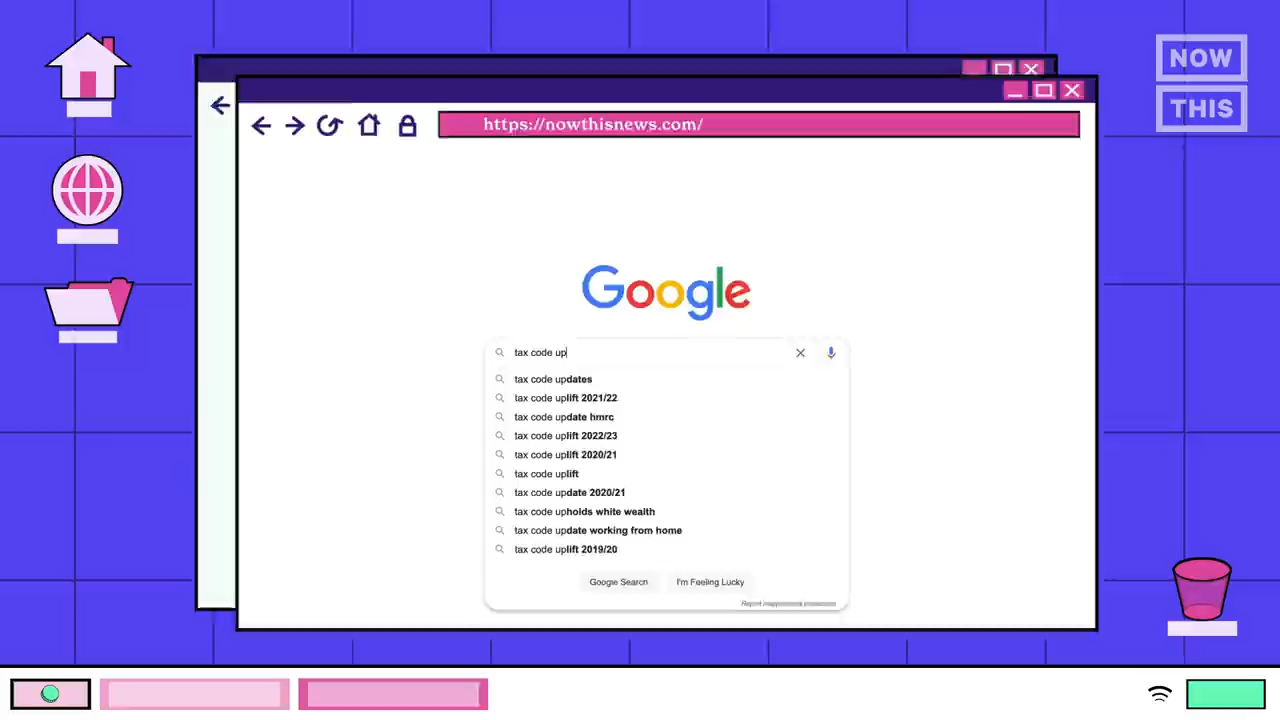 NOW
THIS
https://nowthisnews.com/
Google
tax code up
tax code updates
tax code uplift 2021/22
tax code update hmrc
tax code uplift 2022/23
tax code uplift 2020/21
tax code uplift
tax code update 2020/21
tax code upholds white wealth
tax code update working from home
tax code uplift 2019/20
Google Search
I'm Feeling Lucky
Report inappropriate predictions